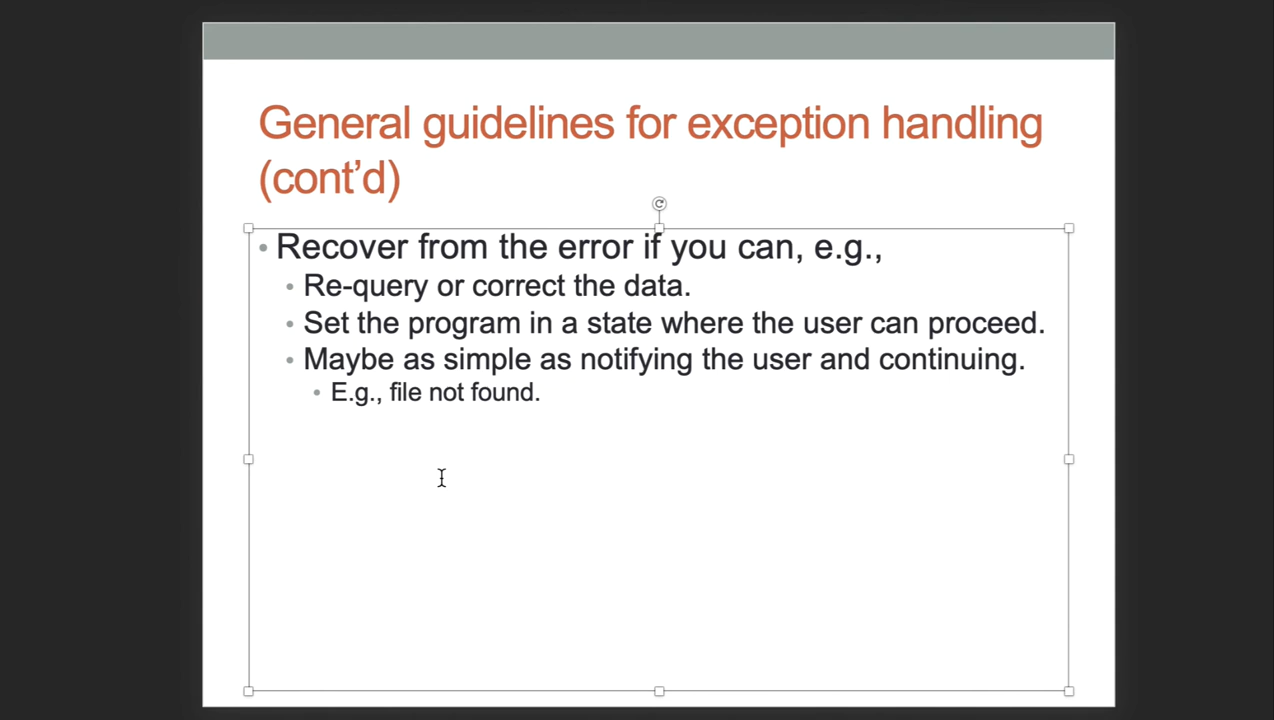 General guidelines for exception handling
(cont’d)
• Recover from the error if you can, e.g.,
• Re-query or correct the data.
• Set the program in a state where the user can proceed.
• Maybe as simple as notifying the user and continuing.
• E.g., file not found.